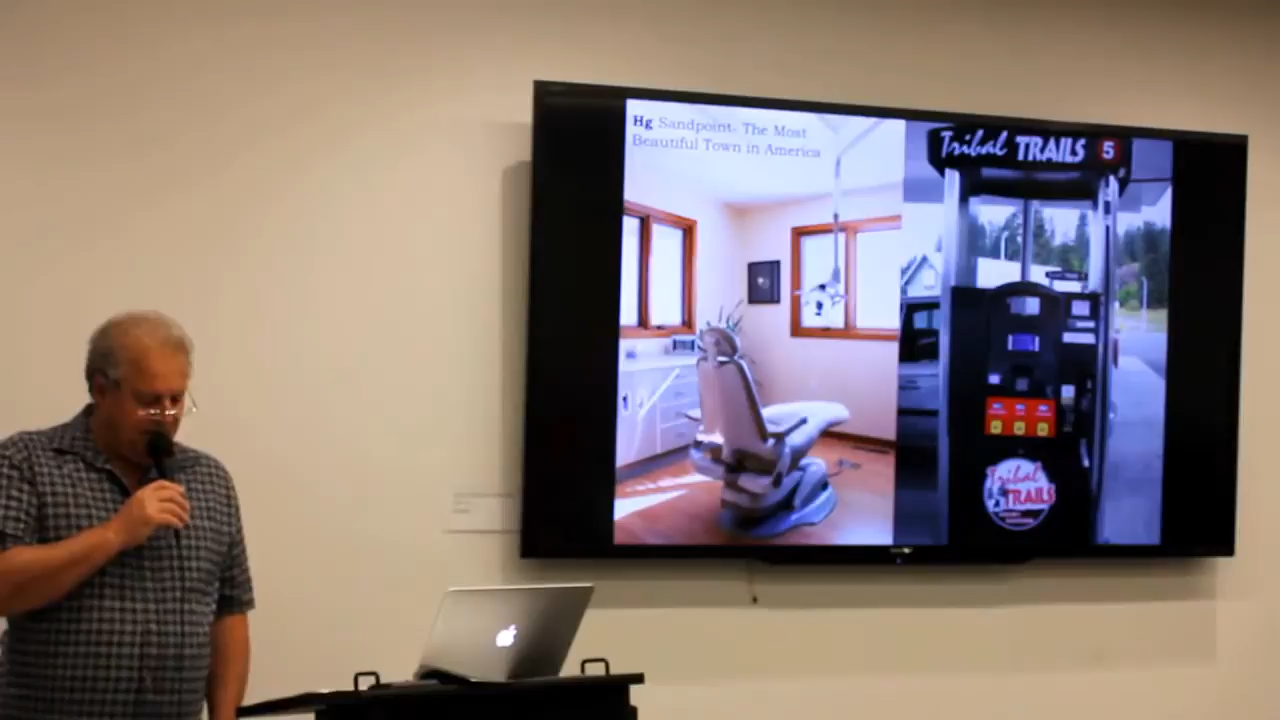 Hg Sandpoint- The Most
Beautiful Town in America
Tribal TRAILS 5
Tribal
TRAILS